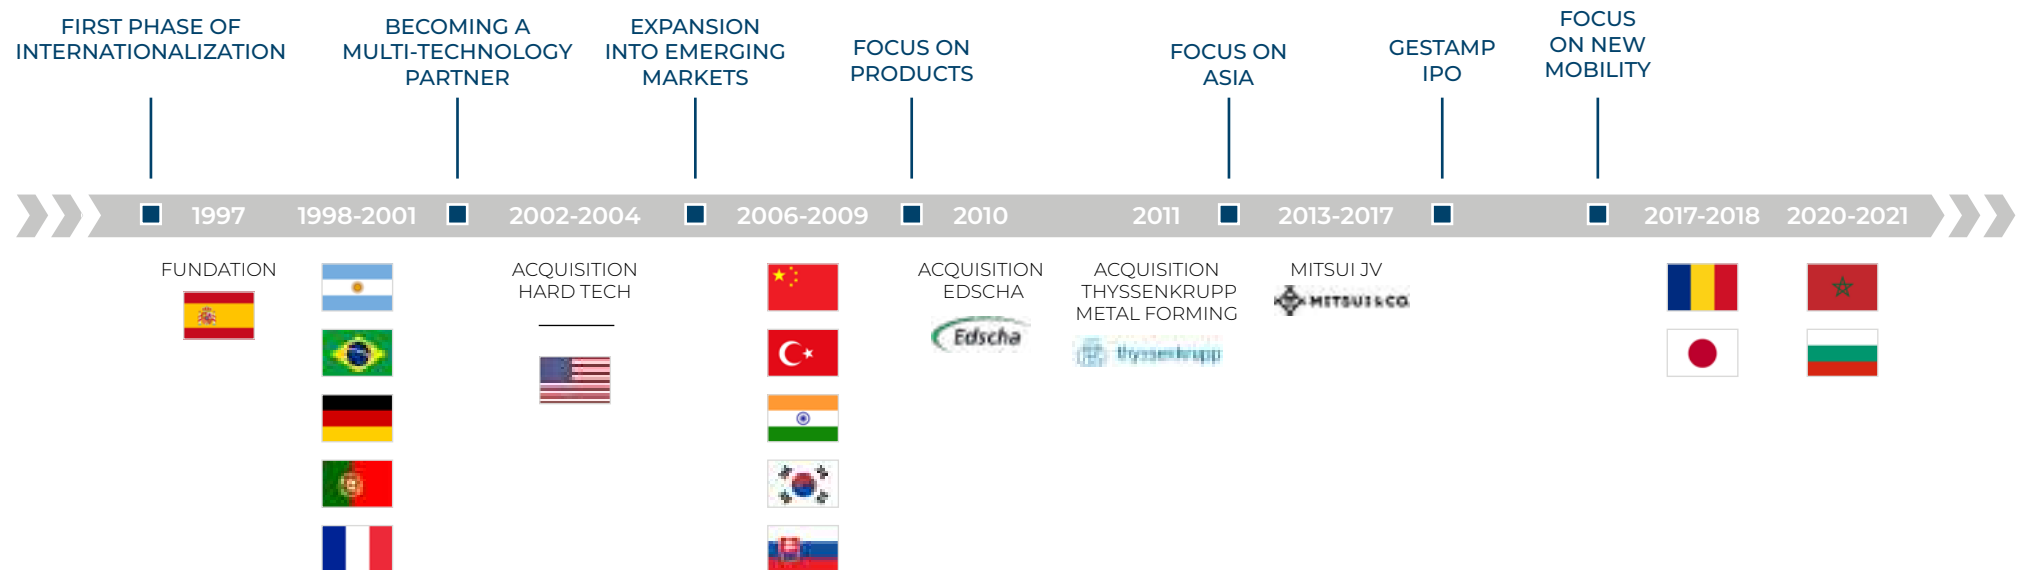 FIRST PHASE OF
INTERNATIONALIZATION
BECOMING A
MULTI-TECHNOLOGY
PARTNER
EXPANSION
INTO EMERGING
MARKETS
FOCUS ON
PRODUCTS
FOCUS ON
ASIA
GESTAMP
IPO
FOCUS
ON NEW
MOBILITY
1997
1998-2001
2002-2004
2006-2009
2010
2011
2013-2017
2017-2018
2020-2021
FUNDATION
ACQUISITION
HARD TECH
ACQUISITION
EDSCHA
Edscha
ACQUISITION
THYSSENKRUPP
METAL FORMING
thyssenkrupp
MITSUI JV
MITSUI & CO.